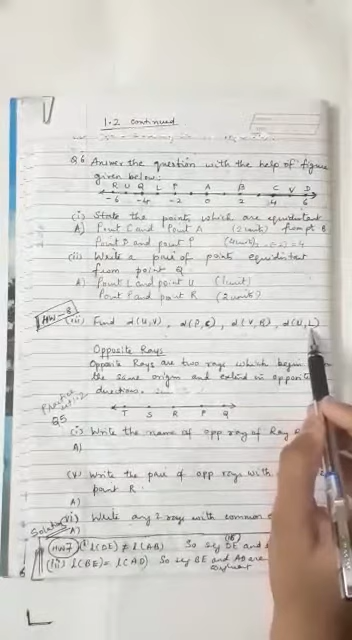 1.2 continued
Q6 Answer the question with the help of figure
given below:
R U Q L P A B C V D
-6 -4 -2 0 2 4 6
(i) State the points which are equidistant
A) Point C and Point A (2 unit) from pt B
Point D and point P
(ii) Write a pair of points equidistant
from point Q
A) Point L and point U (1 unit)
Point P and point R (2 units)
HW-8
(iii) Find d(U,V), d(P,C), d(V,B), d(U,L)
Opposite Rays
Opposite Rays are two rays which begin
the same origin and extend in opposite
directions.
Practice
Q5
T S R P Q
(i) Write the name of opp ray of Ray
A)
(v) Write the pair of opp rays with
point R
A)
(vi) Write any 2 rays with common
Solution
A)
HW7 (i) l(DE) ≠ l(AB) So seg DE and
(iii) l(BE) = l(AD) So seg BE and AD are
congruent